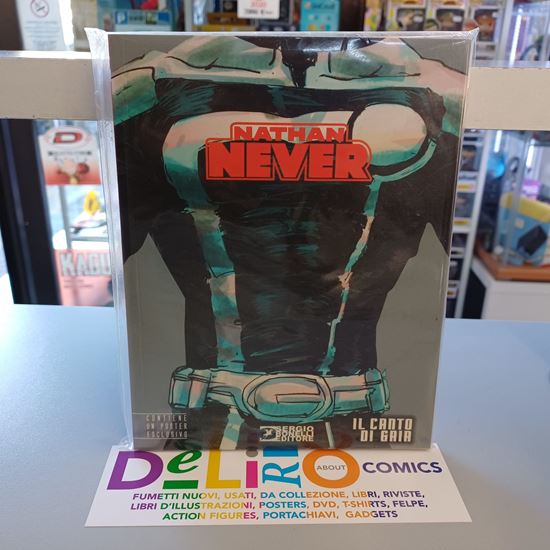 NATHAN
NEVER
CONTIENE
UN POSTER
ESCLUSIVO
SERGIO
BONELLI
EDITORE
IL CANTO
DI GAIA
DeLiRiO ABOUT COMICS
FUMETTI NUOVI, USATI, DA COLLEZIONE, LIBRI, RIVISTE,
LIBRI D'ILLUSTRAZIONI, POSTERS, DVD, T-SHIRTS, FELPE,
ACTION FIGURES, PORTACHIAVI, GADGETS